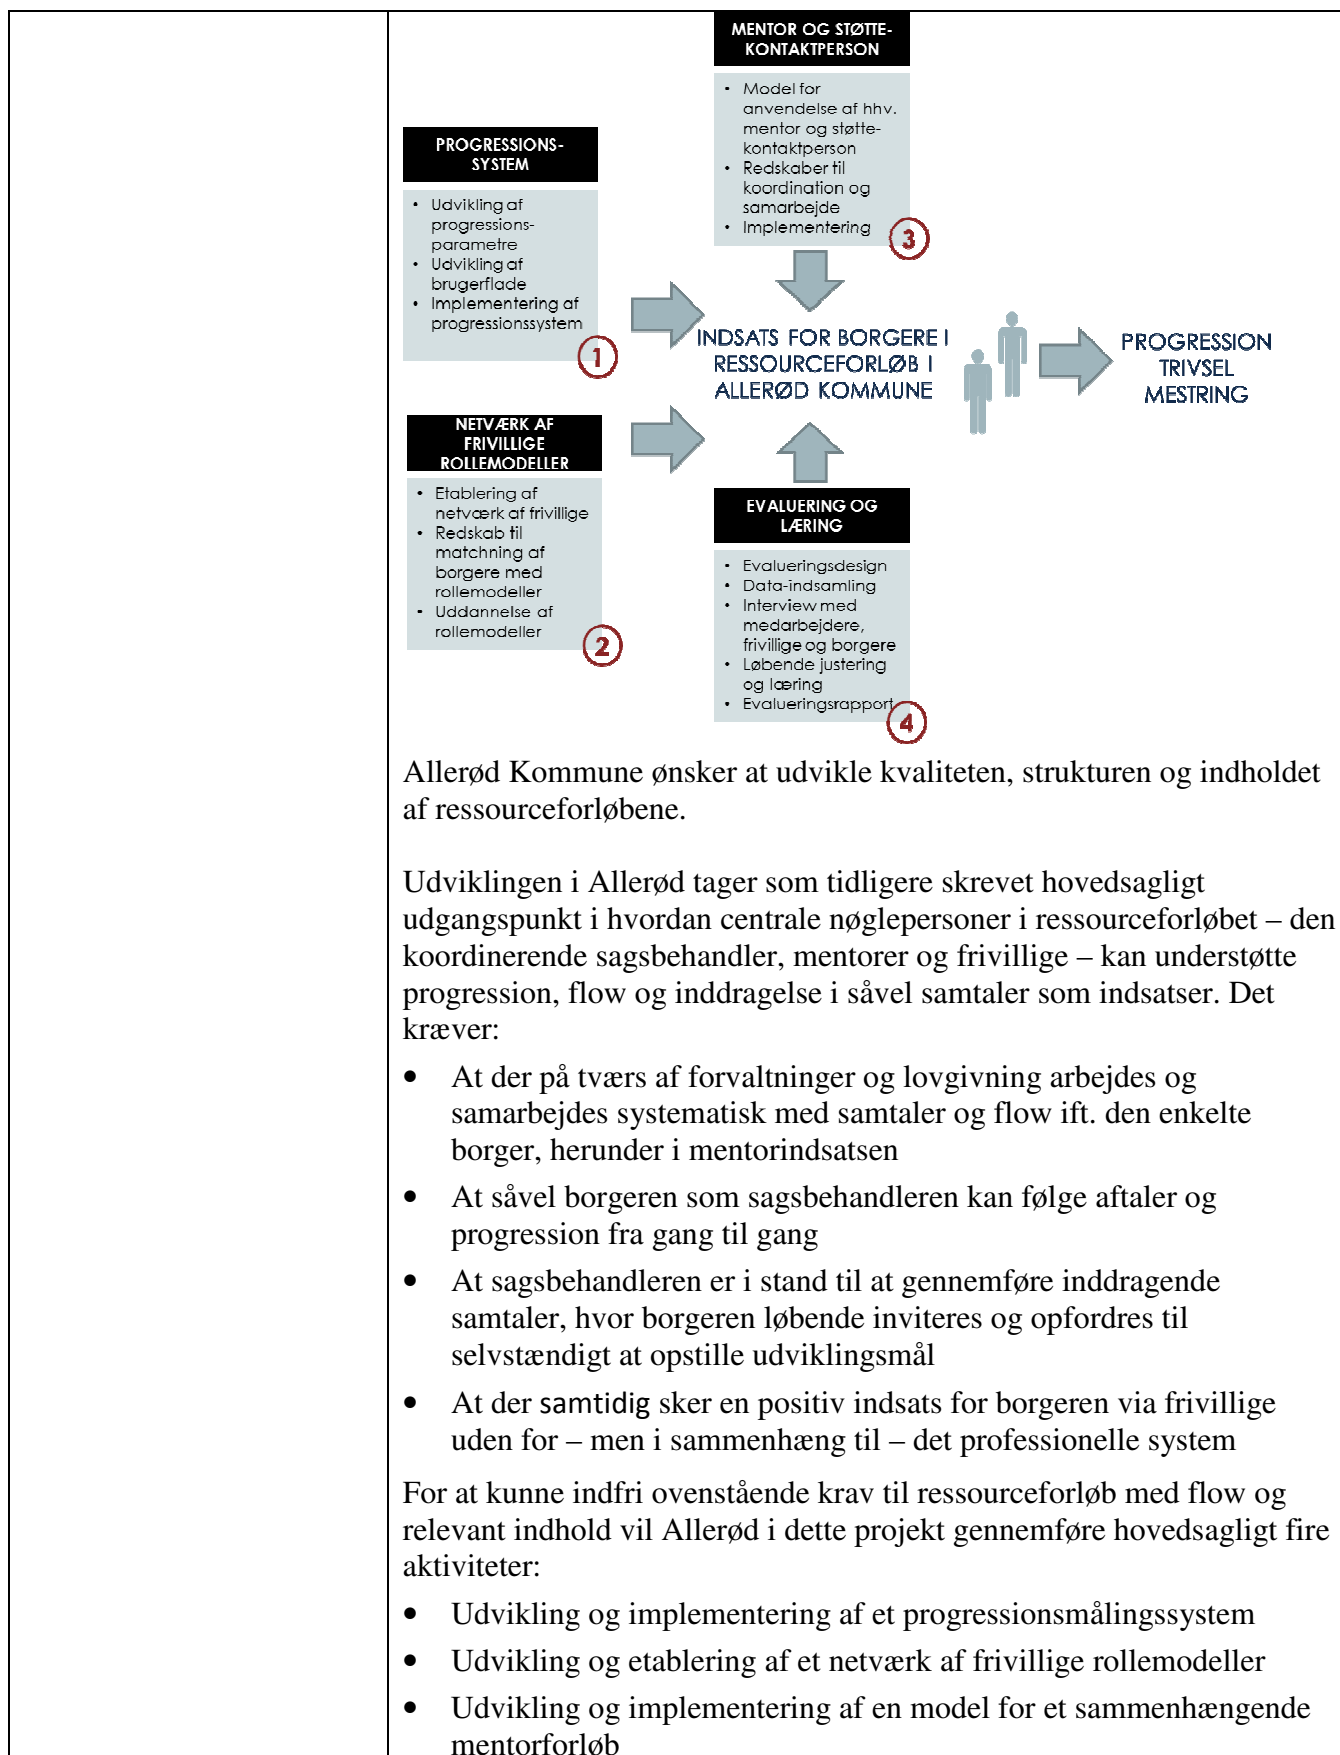 MENTOR OG STØTTE-
KONTAKTPERSON
• Model for
anvendelse af hhv.
mentor og støtte-
kontaktperson
• Redskaber til
koordination og
samarbejde
• Implementering
3
PROGRESSIONS-
SYSTEM
• Udvikling af
progressions-
parametre
• Udvikling af
brugerflade
• Implementering af
progressionssystem
1
INDSATS FOR BORGERE I
RESSOURCEFORLØB I
ALLERØD KOMMUNE
PROGRESSION
TRIVSEL
MESTRING
NETVÆRK AF
FRIVILLIGE
ROLLEMODELLER
• Etablering af
netværk af frivillige
• Redskab til
matchning af
borgere med
rollemodeller
• Uddannelse af
rollemodeller
2
EVALUERING OG
LÆRING
• Evalueringsdesign
• Data-indsamling
• Interview med
medarbejdere,
frivillige og borgere
• Løbende justering
og læring
• Evalueringsrapport
4
Allerød Kommune ønsker at udvikle kvaliteten, strukturen og indholdet
af ressourceforløbene.
Udviklingen i Allerød tager som tidligere skrevet hovedsagligt
udgangspunkt i hvordan centrale nøglepersoner i ressourceforløbet – den
koordinerende sagsbehandler, mentorer og frivillige – kan understøtte
progression, flow og inddragelse i såvel samtaler som indsatser. Det
kræver:
• At der på tværs af forvaltninger og lovgivning arbejdes og
samarbejdes systematisk med samtaler og flow ift. den enkelte
borger, herunder i mentorindsatsen
• At såvel borgeren som sagsbehandleren kan følge aftaler og
progression fra gang til gang
• At sagsbehandleren er i stand til at gennemføre inddragende
samtaler, hvor borgeren løbende inviteres og opfordres til
selvstændigt at opstille udviklingsmål
• At der samtidig sker en positiv indsats for borgeren via frivillige
uden for – men i sammenhæng til – det professionelle system
For at kunne indfri ovenstående krav til ressourceforløb med flow og
relevant indhold vil Allerød i dette projekt gennemføre hovedsagligt fire
aktiviteter:
• Udvikling og implementering af et progressionsmålingssystem
• Udvikling og etablering af et netværk af frivillige rollemodeller
• Udvikling og implementering af en model for et sammenhængende
mentorforløb